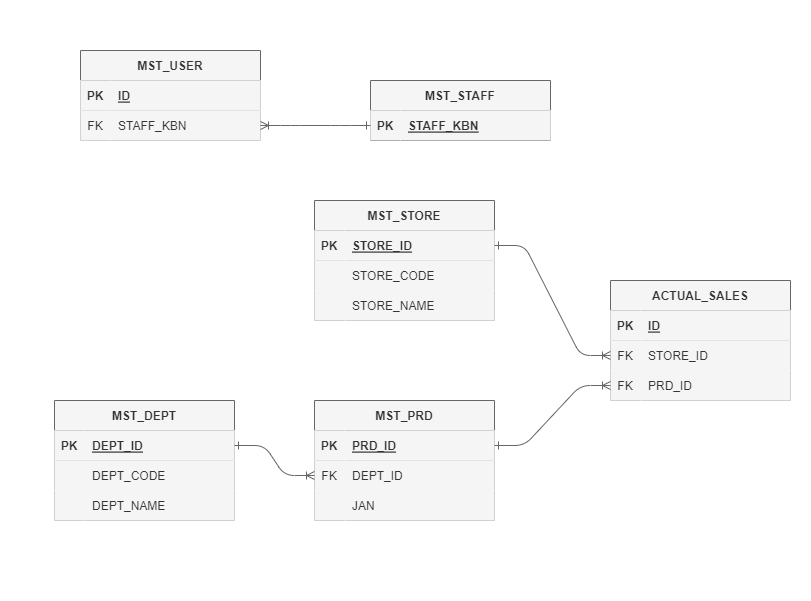 MST_USER
PK ID
FK STAFF_KBN
MST_STAFF
PK STAFF_KBN
MST_STORE
PK STORE_ID
STORE_CODE
STORE_NAME
ACTUAL_SALES
PK ID
FK STORE_ID
FK PRD_ID
MST_DEPT
PK DEPT_ID
DEPT_CODE
DEPT_NAME
MST_PRD
PK PRD_ID
FK DEPT_ID
JAN